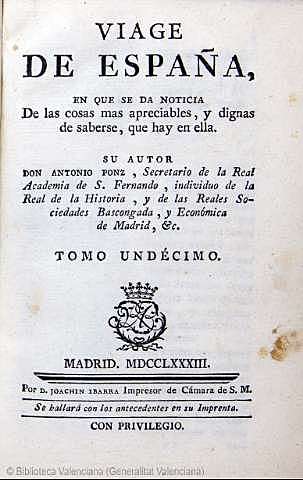 VIAGE
DE ESPAÑA,
EN QUE SE DA NOTICIA
De las cosas mas apreciables, y dignas
de saberse, que hay en ella.
SU AUTOR
DON ANTONIO PONZ, Secretario de la Real
Academia de S. Fernando, individuo de la
Real de la Historia, y de las Reales So-
ciedades Bascongada, y Económica
de Madrid, &c.
TOMO UNDÉCIMO.
MADRID. MDCCLXXXIII.
Por D. JOACHIN IBARRA Impresor de Cámara de S. M.
Se hallará con los antecedentes en su Imprenta.
CON PRIVILEGIO.
© Biblioteca Valenciana (Generalitat Valenciana)